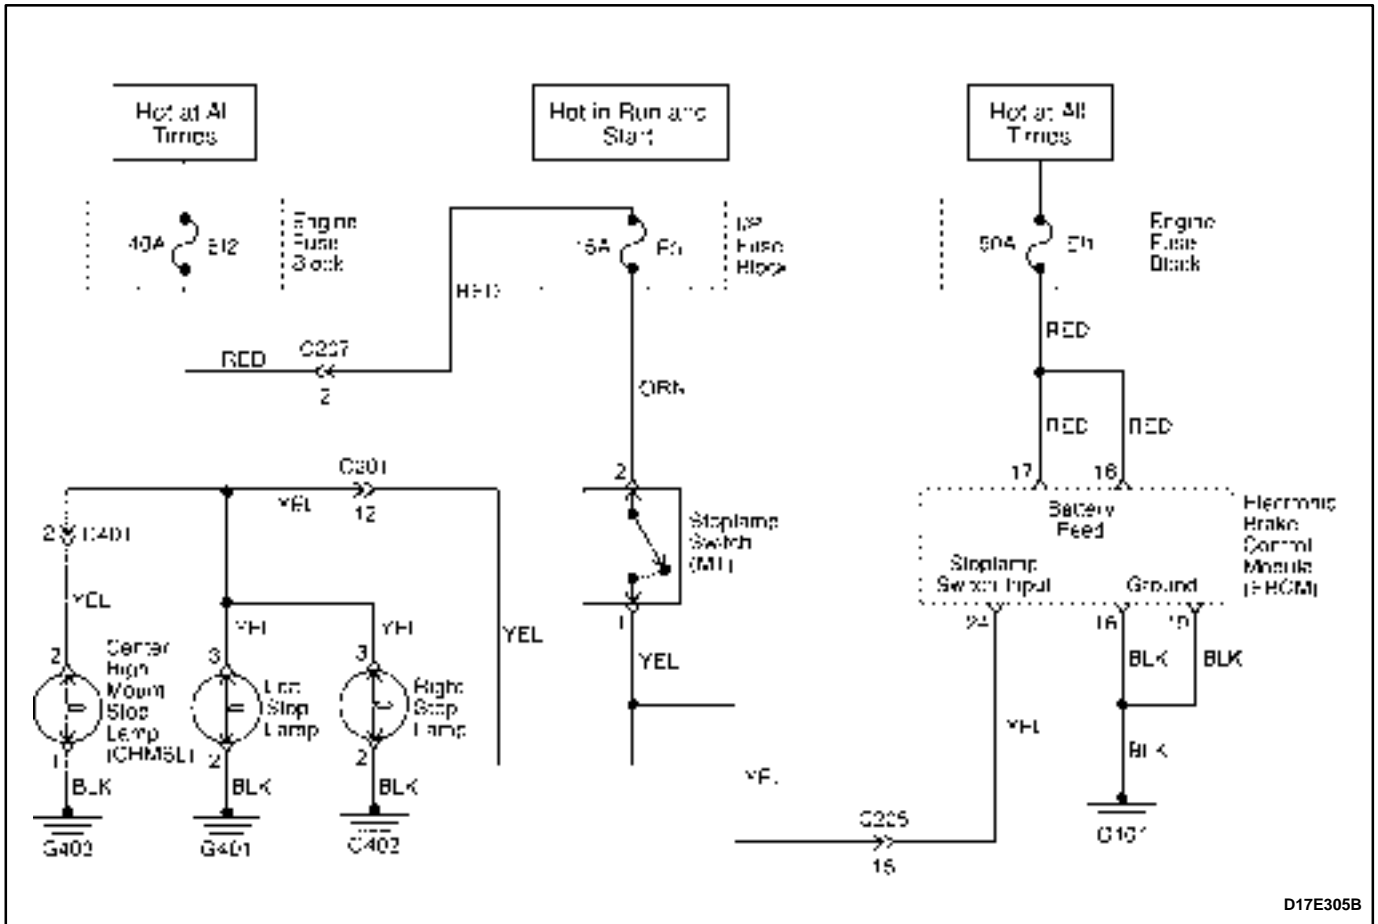 Hot at Al
Times
Hot in Run and
Start
Hot at All
Times
40A
Engine
Fuse
Block
15A
Fuse
Block
50A
Engine
Fuse
Block
RED
RED
RED
2
ORN
RED
RED
C201
YEL
12
2
C401
2
Stoplamp
Switch
17
16
Battery
Feed
Stoplamp
Switch Input
Ground
Electronic
Brake
Control
Module
YEL
YEL
YEL
YEL
1
YEL
24
16
BLK
BLK
2
Center
High
Mount
Stop
Lamp
(CHMSL)
1
3
Left
Stop
Lamp
2
3
Right
Stop
Lamp
2
YEL
BLK
BLK
BLK
BLK
YEL
G401
G402
15
D17E305B